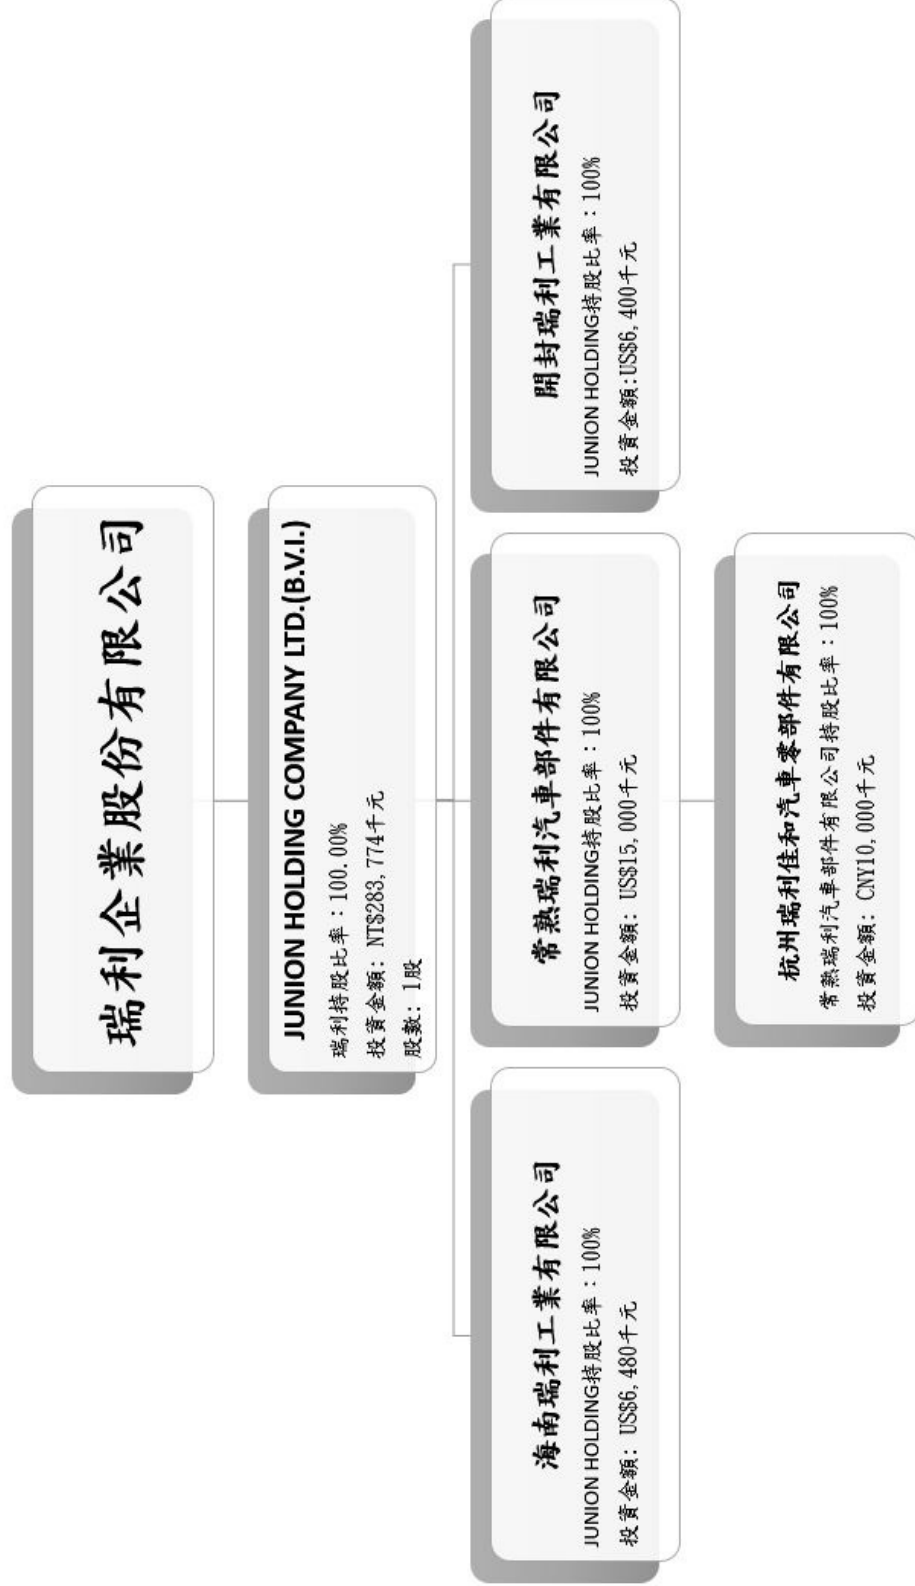 瑞利企業股份有限公司
JUNION HOLDING COMPANY LTD.(B.V.I.)
瑞利持股比率：100.00%
投資金額: NT$283,774千元
股數: 1股
海南瑞利工業有限公司
JUNION HOLDING持股比率：100%
投資金額: US$6,480千元
常熟瑞利汽車部件有限公司
JUNION HOLDING持股比率：100%
投資金額: US$15,000千元
開封瑞利工業有限公司
JUNION HOLDING持股比率：100%
投資金額:US$6,400千元
杭州瑞利佳和汽車零部件有限公司
常熟瑞利汽車部件有限公司持股比率：100%
投資金額: CNY10,000千元